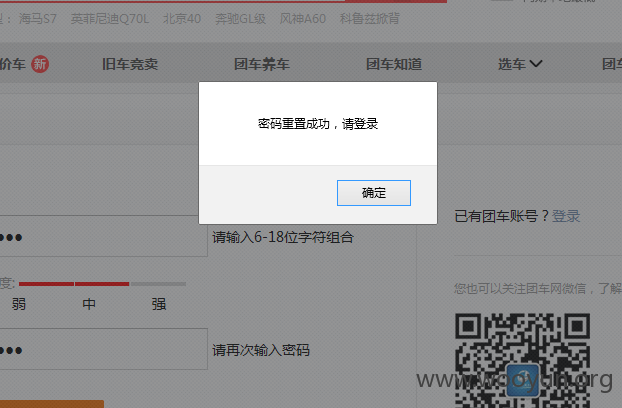 海马S7 英菲尼迪Q70L 北京40 奔驰GL级 风神A60 科鲁兹掀背
价车 新 旧车竞卖 团车养车 团车知道 选车 团车
密码重置成功，请登录
确定
已有团车账号？登录
请输入6-18位字符组合
度:
弱 中 强
您也可以关注团车网微信，了解
请再次输入密码
www.wooyun.org